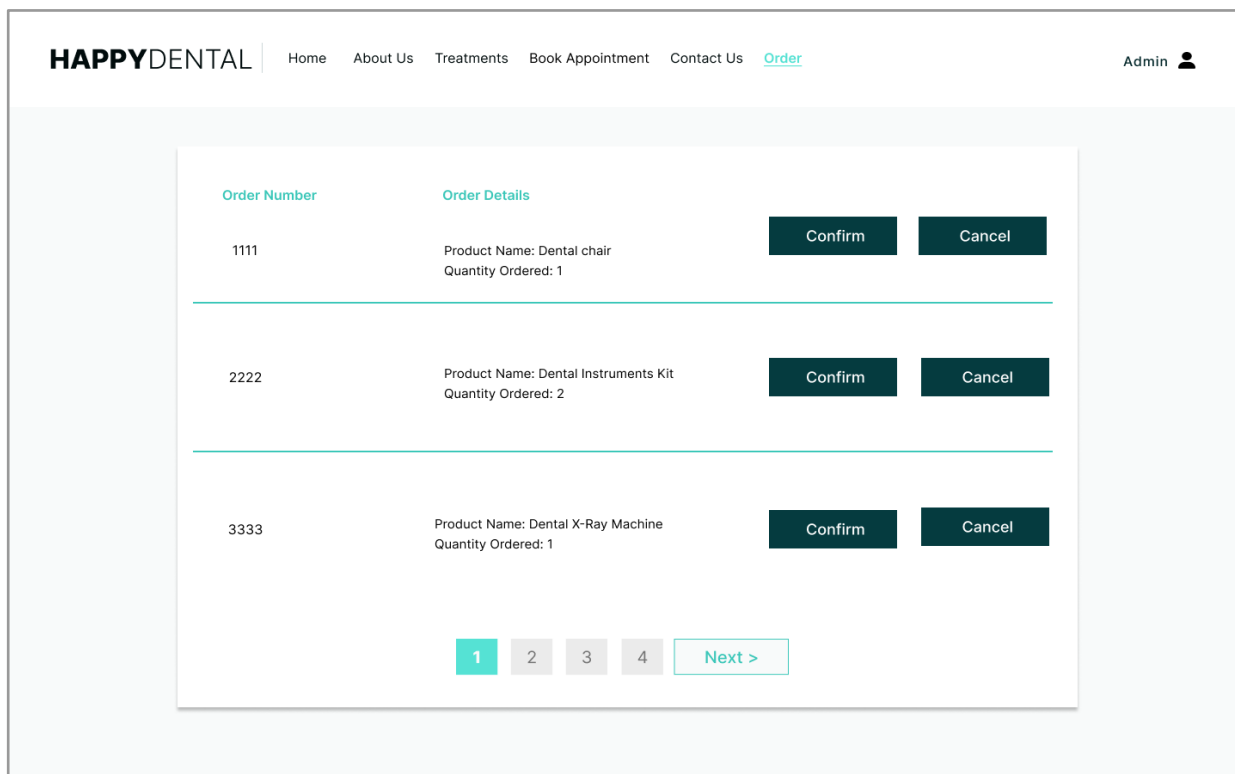 HAPPYDENTAL Home About Us Treatments Book Appointment Contact Us Order Admin
Order Number Order Details
1111 Product Name: Dental chair Confirm Cancel
Quantity Ordered: 1
2222 Product Name: Dental Instruments Kit Confirm Cancel
Quantity Ordered: 2
3333 Product Name: Dental X-Ray Machine Confirm Cancel
Quantity Ordered: 1
1 2 3 4 Next >